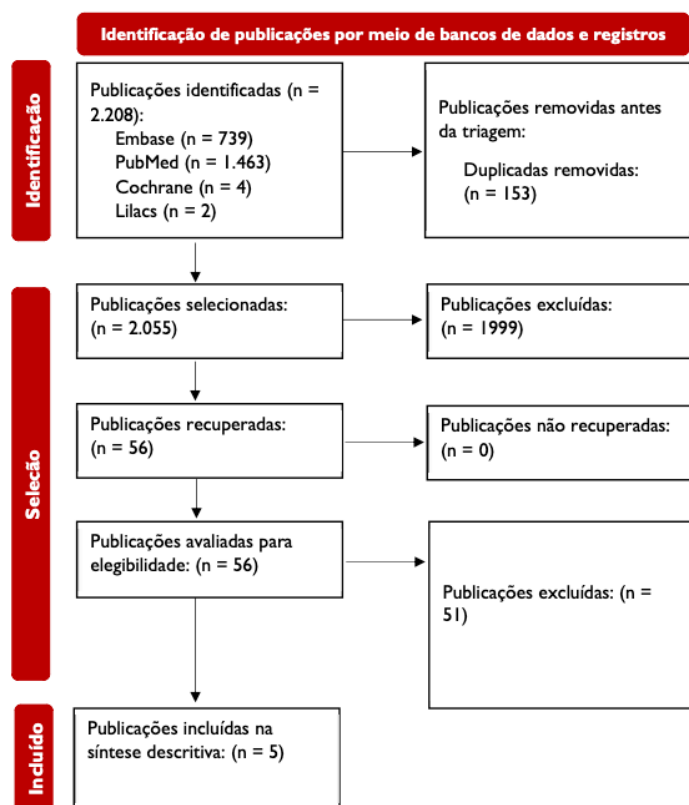 Identificação de publicações por meio de bancos de dados e registros
Identificação
Publicações identificadas (n =
2.208):
Embase (n = 739)
PubMed (n = 1.463)
Cochrane (n = 4)
Lilacs (n = 2)
Publicações removidas antes
da triagem:
Duplicadas removidas:
(n = 153)
Seleção
Publicações selecionadas:
(n = 2.055)
Publicações excluídas:
(n = 1999)
Publicações recuperadas:
(n = 56)
Publicações não recuperadas:
(n = 0)
Publicações avaliadas para
elegibilidade: (n = 56)
Publicações excluídas: (n =
51)
Incluído
Publicações incluídas na
síntese descritiva: (n = 5)